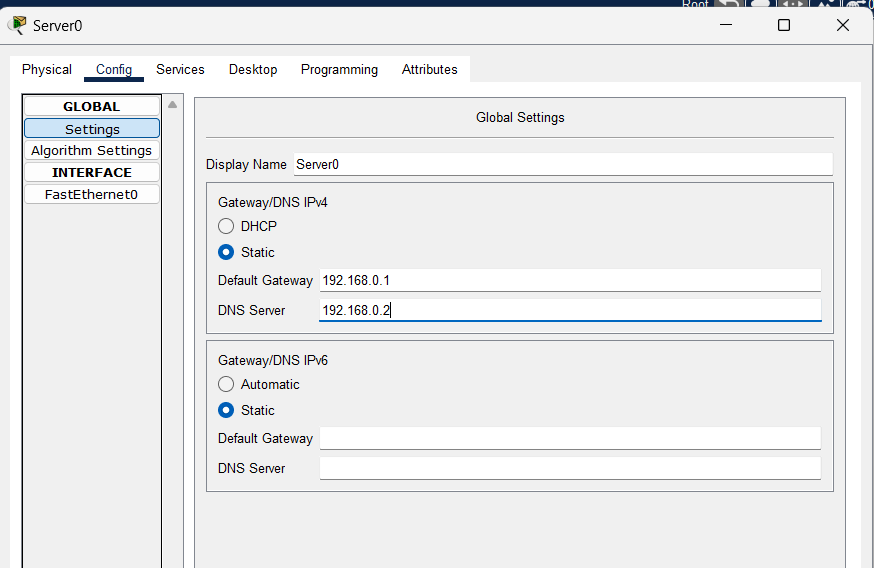 Root
Server0
Physical Config Services Desktop Programming Attributes
GLOBAL
Settings
Algorithm Settings
INTERFACE
FastEthernet0
Global Settings
Display Name Server0
Gateway/DNS IPv4
DHCP
Static
Default Gateway 192.168.0.1
DNS Server 192.168.0.2
Gateway/DNS IPv6
Automatic
Static
Default Gateway
DNS Server